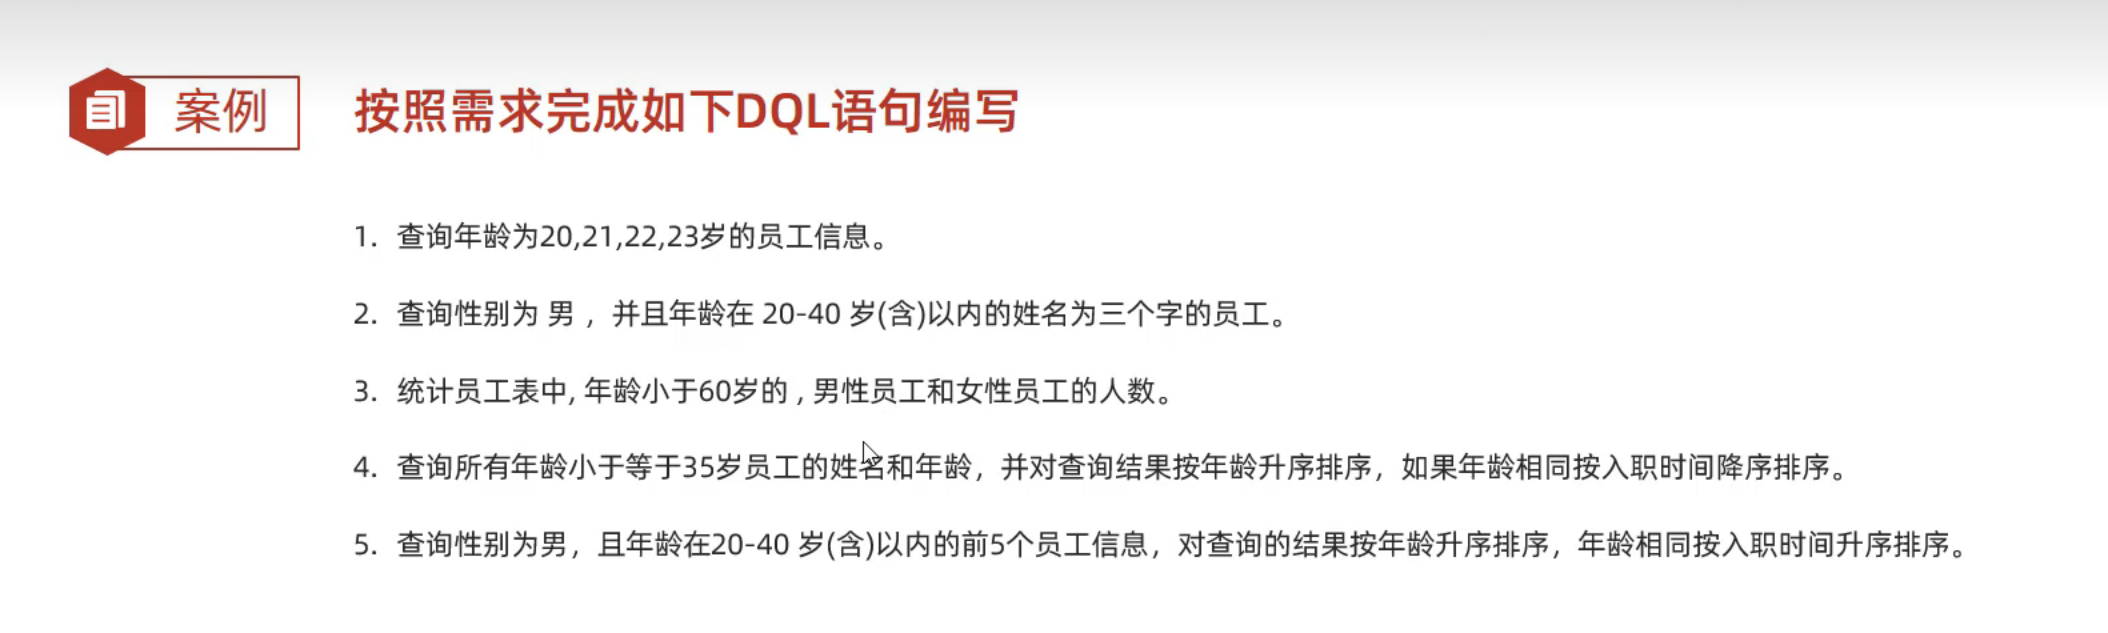 案例
按照需求完成如下DQL语句编写
1. 查询年龄为20,21,22,23岁的员工信息。
2. 查询性别为 男 ，并且年龄在 20-40 岁(含)以内的姓名为三个字的员工。
3. 统计员工表中, 年龄小于60岁的 , 男性员工和女性员工的人数。
4. 查询所有年龄小于等于35岁员工的姓名和年龄，并对查询结果按年龄升序排序，如果年龄相同按入职时间降序排序。
5. 查询性别为男，且年龄在20-40 岁(含)以内的前5个员工信息，对查询的结果按年龄升序排序，年龄相同按入职时间升序排序。